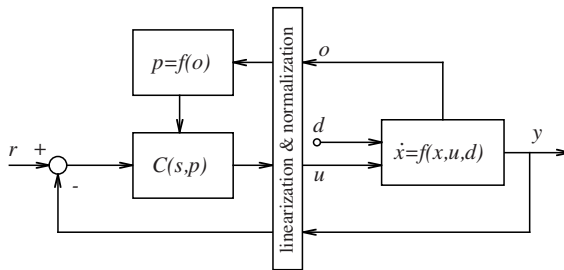 p=f(o)
o
linearization & normalization
d
r
+
-
C(s,p)
u
ẋ=f(x,u,d)
y